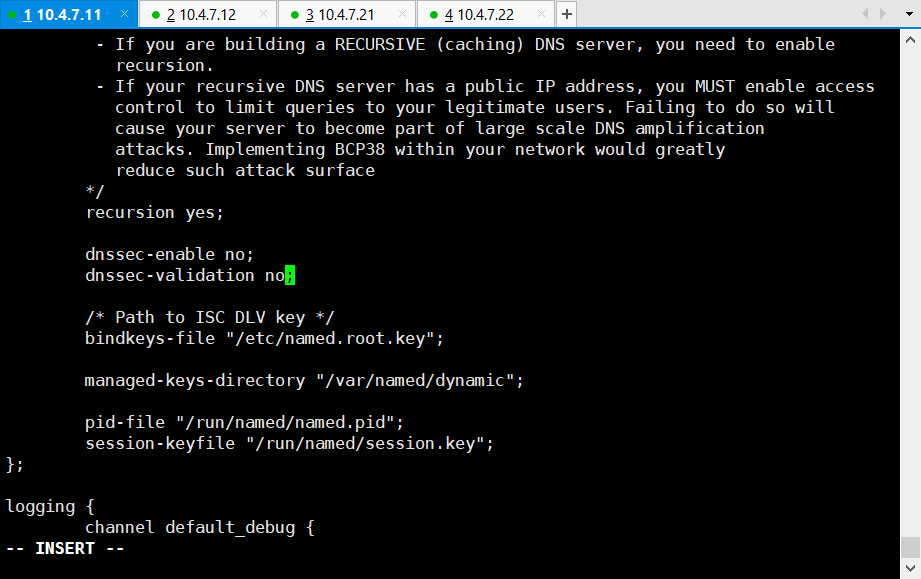 1 10.4.7.11 × 2 10.4.7.12 × 3 10.4.7.21 × 4 10.4.7.22 × +
- If you are building a RECURSIVE (caching) DNS server, you need to enable
recursion.
- If your recursive DNS server has a public IP address, you MUST enable access
control to limit queries to your legitimate users. Failing to do so will
cause your server to become part of large scale DNS amplification
attacks. Implementing BCP38 within your network would greatly
reduce such attack surface
*/
recursion yes;
dnssec-enable no;
dnssec-validation no;
/* Path to ISC DLV key */
bindkeys-file "/etc/named.root.key";
managed-keys-directory "/var/named/dynamic";
pid-file "/run/named/named.pid";
session-keyfile "/run/named/session.key";
};
logging {
channel default_debug {
-- INSERT --